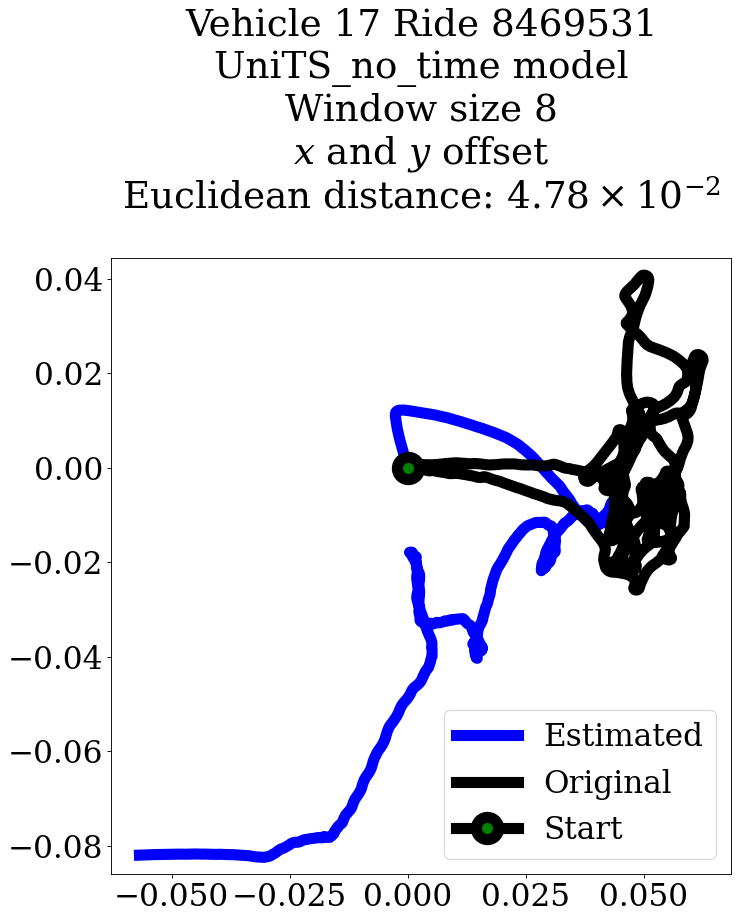 Vehicle 17 Ride 8469531
UniTS_no_time model
Window size 8
x and y offset
Euclidean distance: 4.78 × 10⁻²
0.04
0.02
0.00
−0.02
−0.04
−0.06
−0.08
Estimated
Original
Start
−0.050 −0.025 0.000 0.025 0.050